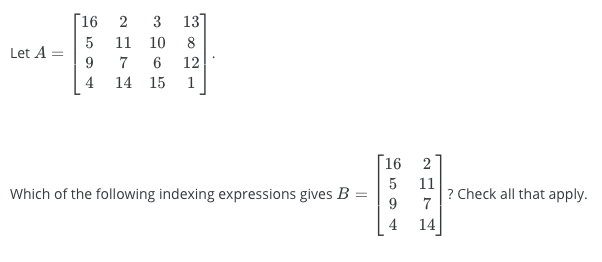 16 2 3 13
5 11 10 8
Let A = .
9 7 6 12
4 14 15 1
16 2
5 11
Which of the following indexing expressions gives B = ? Check all that apply.
9 7
4 14